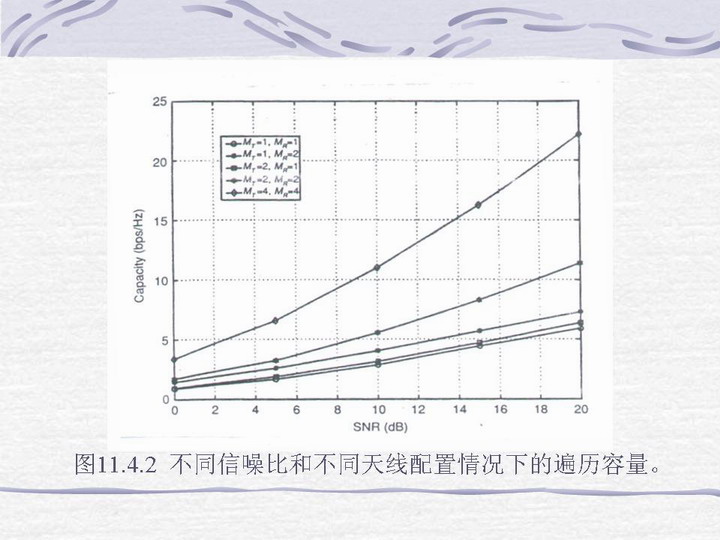 25
20
15
10
5
0
M_T=1, M_R=1
M_T=1, M_R=2
M_T=2, M_R=1
M_T=2, M_R=2
M_T=4, M_R=4
Capacity (bps/Hz)
0 2 4 6 8 10 12 14 16 18 20
SNR (dB)
图11.4.2 不同信噪比和不同天线配置情况下的遍历容量。